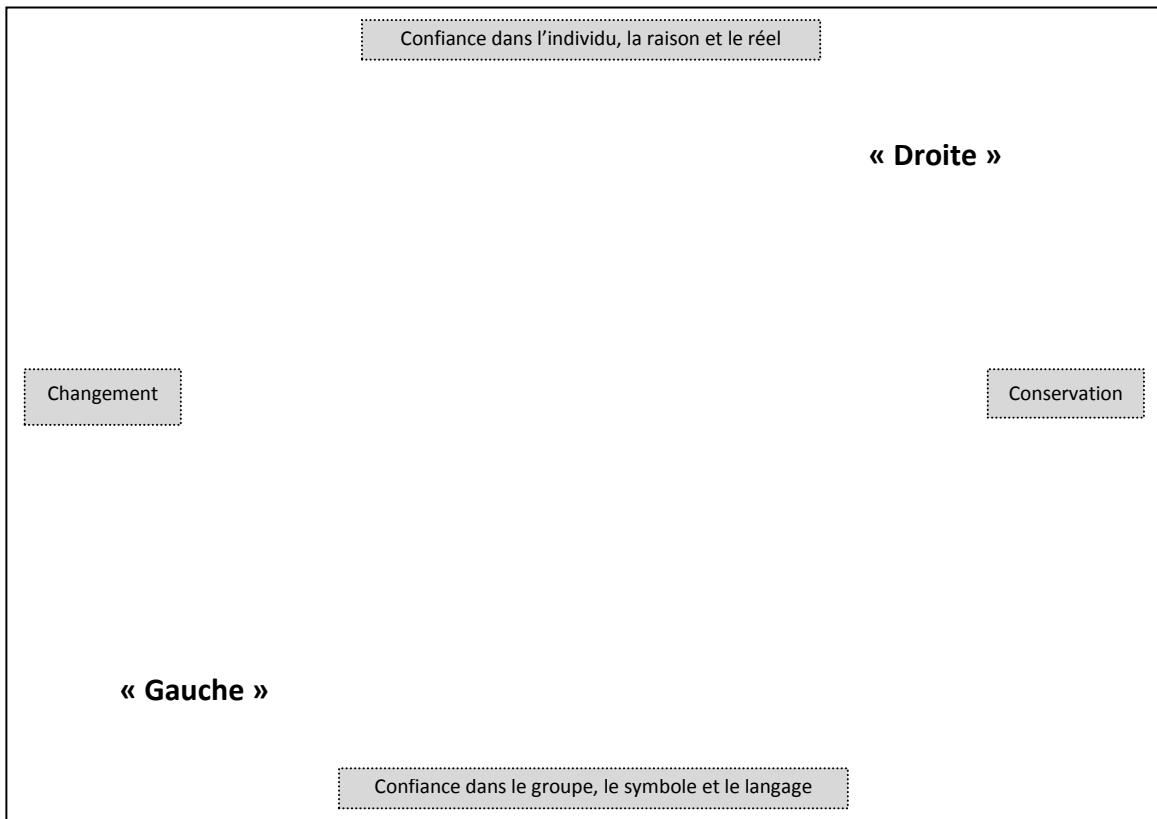 Confiance dans l’individu, la raison et le réel
« Droite »
Changement
Conservation
« Gauche »
Confiance dans le groupe, le symbole et le langage